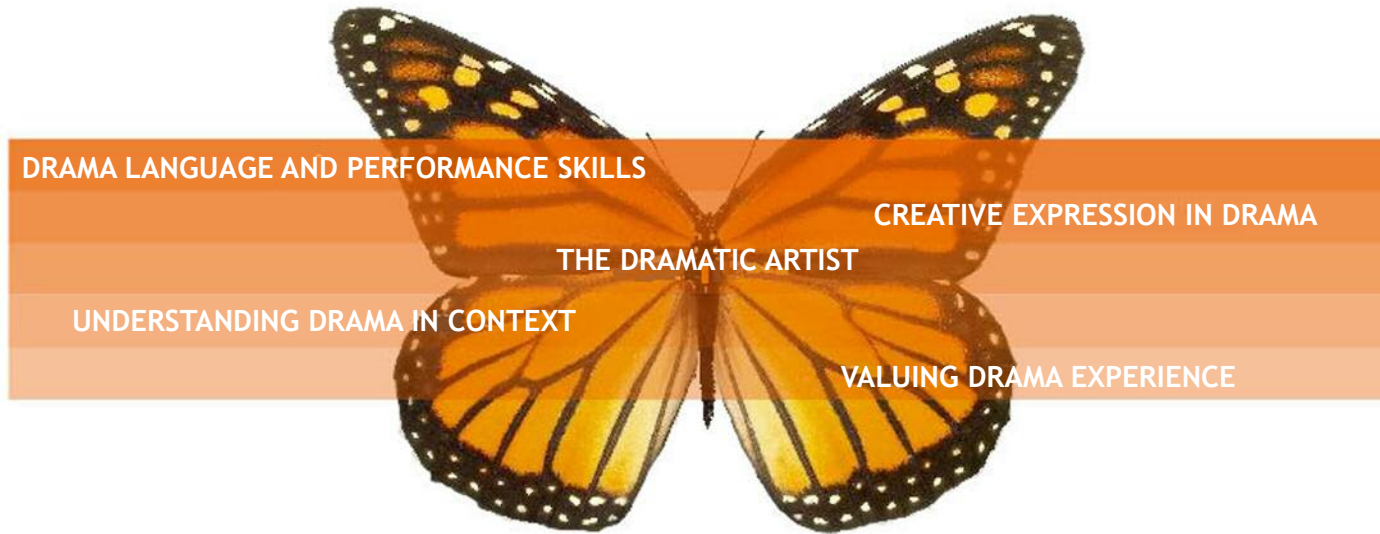 DRAMA LANGUAGE AND PERFORMANCE SKILLS
CREATIVE EXPRESSION IN DRAMA
THE DRAMATIC ARTIST
UNDERSTANDING DRAMA IN CONTEXT
VALUING DRAMA EXPERIENCE